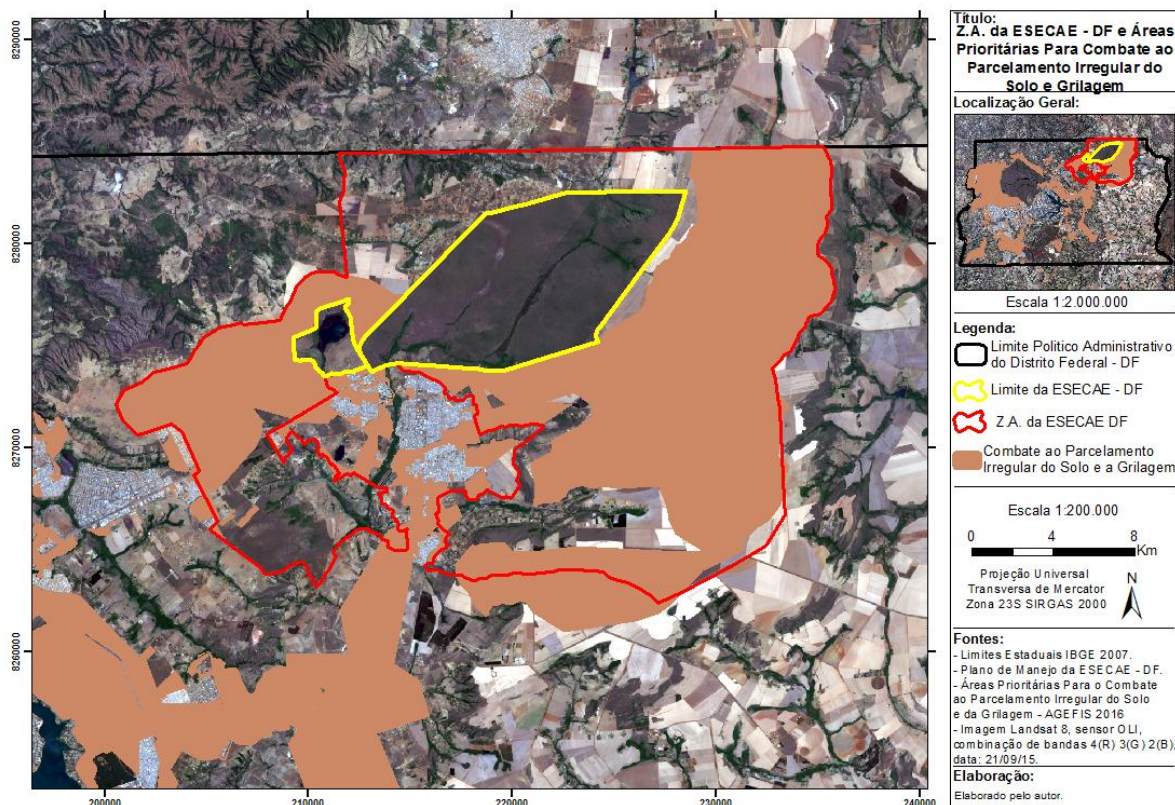 Título:
Z.A. da ESECAE - DF e Áreas
Prioritárias Para Combate ao
Parcelamento Irregular do
Solo e Grilagem
Localização Geral:
Escala 1:2.000.000
Legenda:
Limite Politico Administrativo
do Distrito Federal - DF
Limite da ESECAE - DF
Z.A. da ESECAE DF
Combate ao Parcelamento
Irregular do Solo e a Grilagem
Escala 1:200.000
0 4 8
Km
Projeção Universal
Transversa de Mercator
Zona 23S SIRGAS 2000
N
Fontes:
- Limites Estaduais IBGE 2007.
- Plano de Manejo da ESECAE - DF.
- Áreas Prioritárias Para o Combate
ao Parcelamento Irregular do Solo
e da Grilagem - AGEFIS 2016
- Imagem Landsat 8, sensor OLI,
combinação de bandas 4(R) 3(G) 2(B),
data: 21/09/15.
Elaboração:
Elaborado pelo autor.
8290000
8280000
8270000
8260000
200000 210000 220000 230000 240000